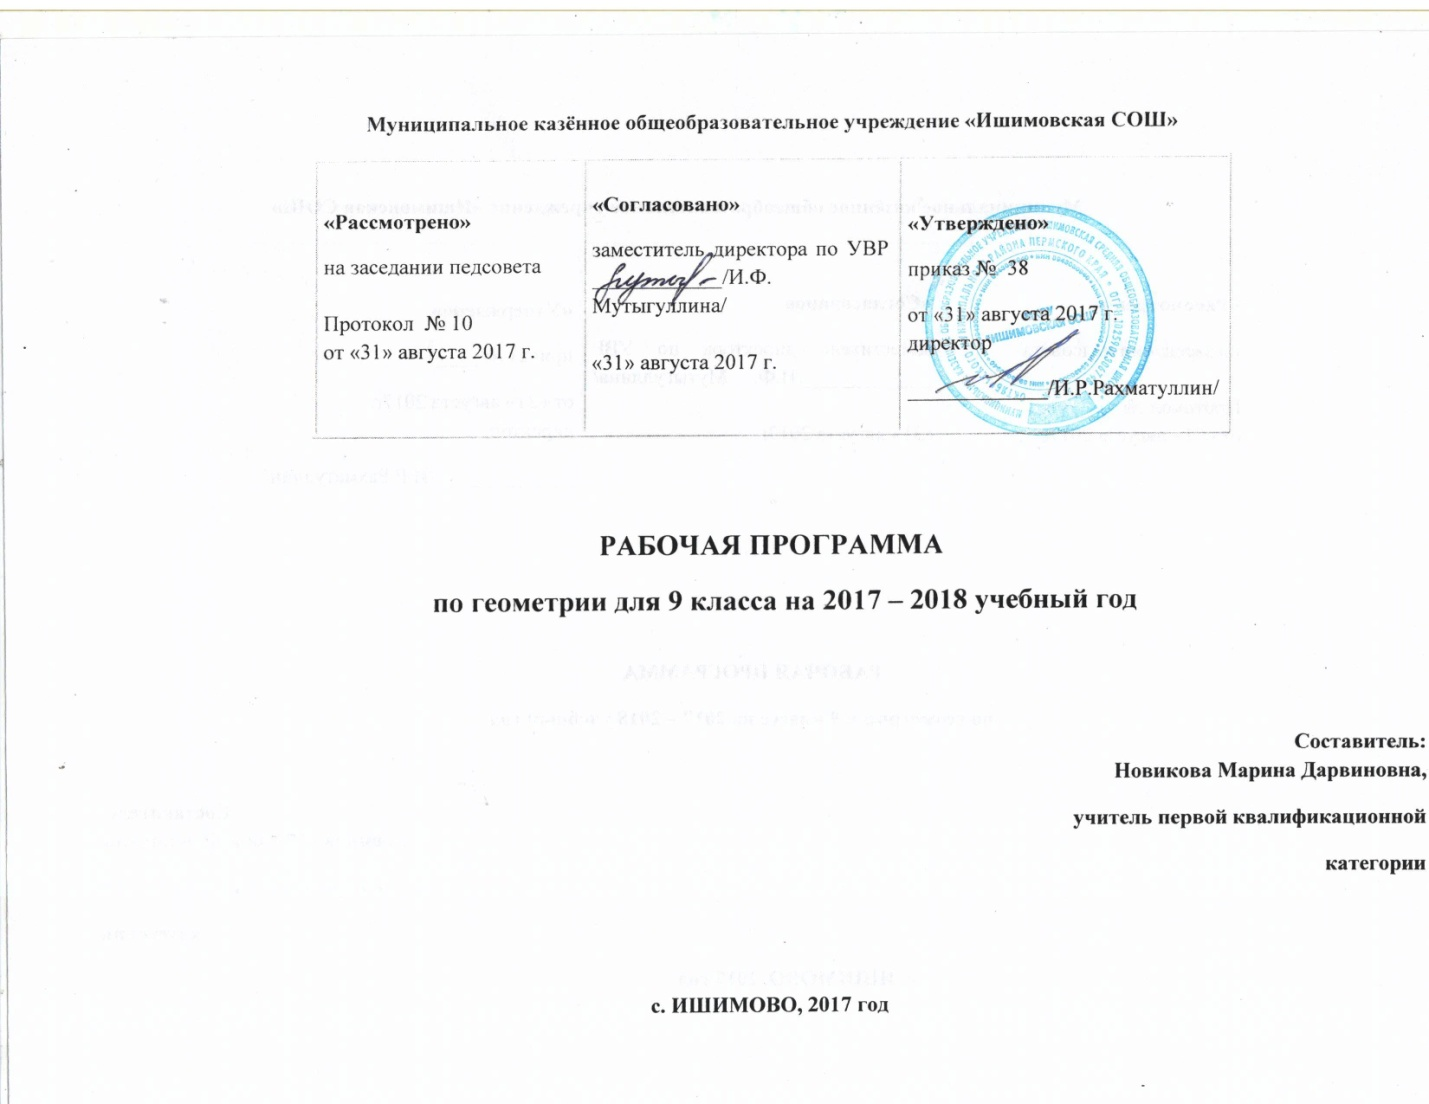 Муниципальное казённое общеобразовательное учреждение «Ишимовская СОШ»
«Рассмотрено»
на заседании педсовета
Протокол № 10
от «31» августа 2017 г.
«Согласовано»
заместитель директора по УВР
/И.Ф.
Мутыгуллина/
«31» августа 2017 г.
«Утверждено»
приказ № 38
от «31» августа 2017 г.
директор
/И.Р.Рахматуллин/
ИШИМОВСКАЯ СОШ
РАБОЧАЯ ПРОГРАММА
по геометрии для 9 класса на 2017 – 2018 учебный год
Составитель:
Новикова Марина Дарвиновна,
учитель первой квалификационной
категории
с. ИШИМОВО, 2017 год